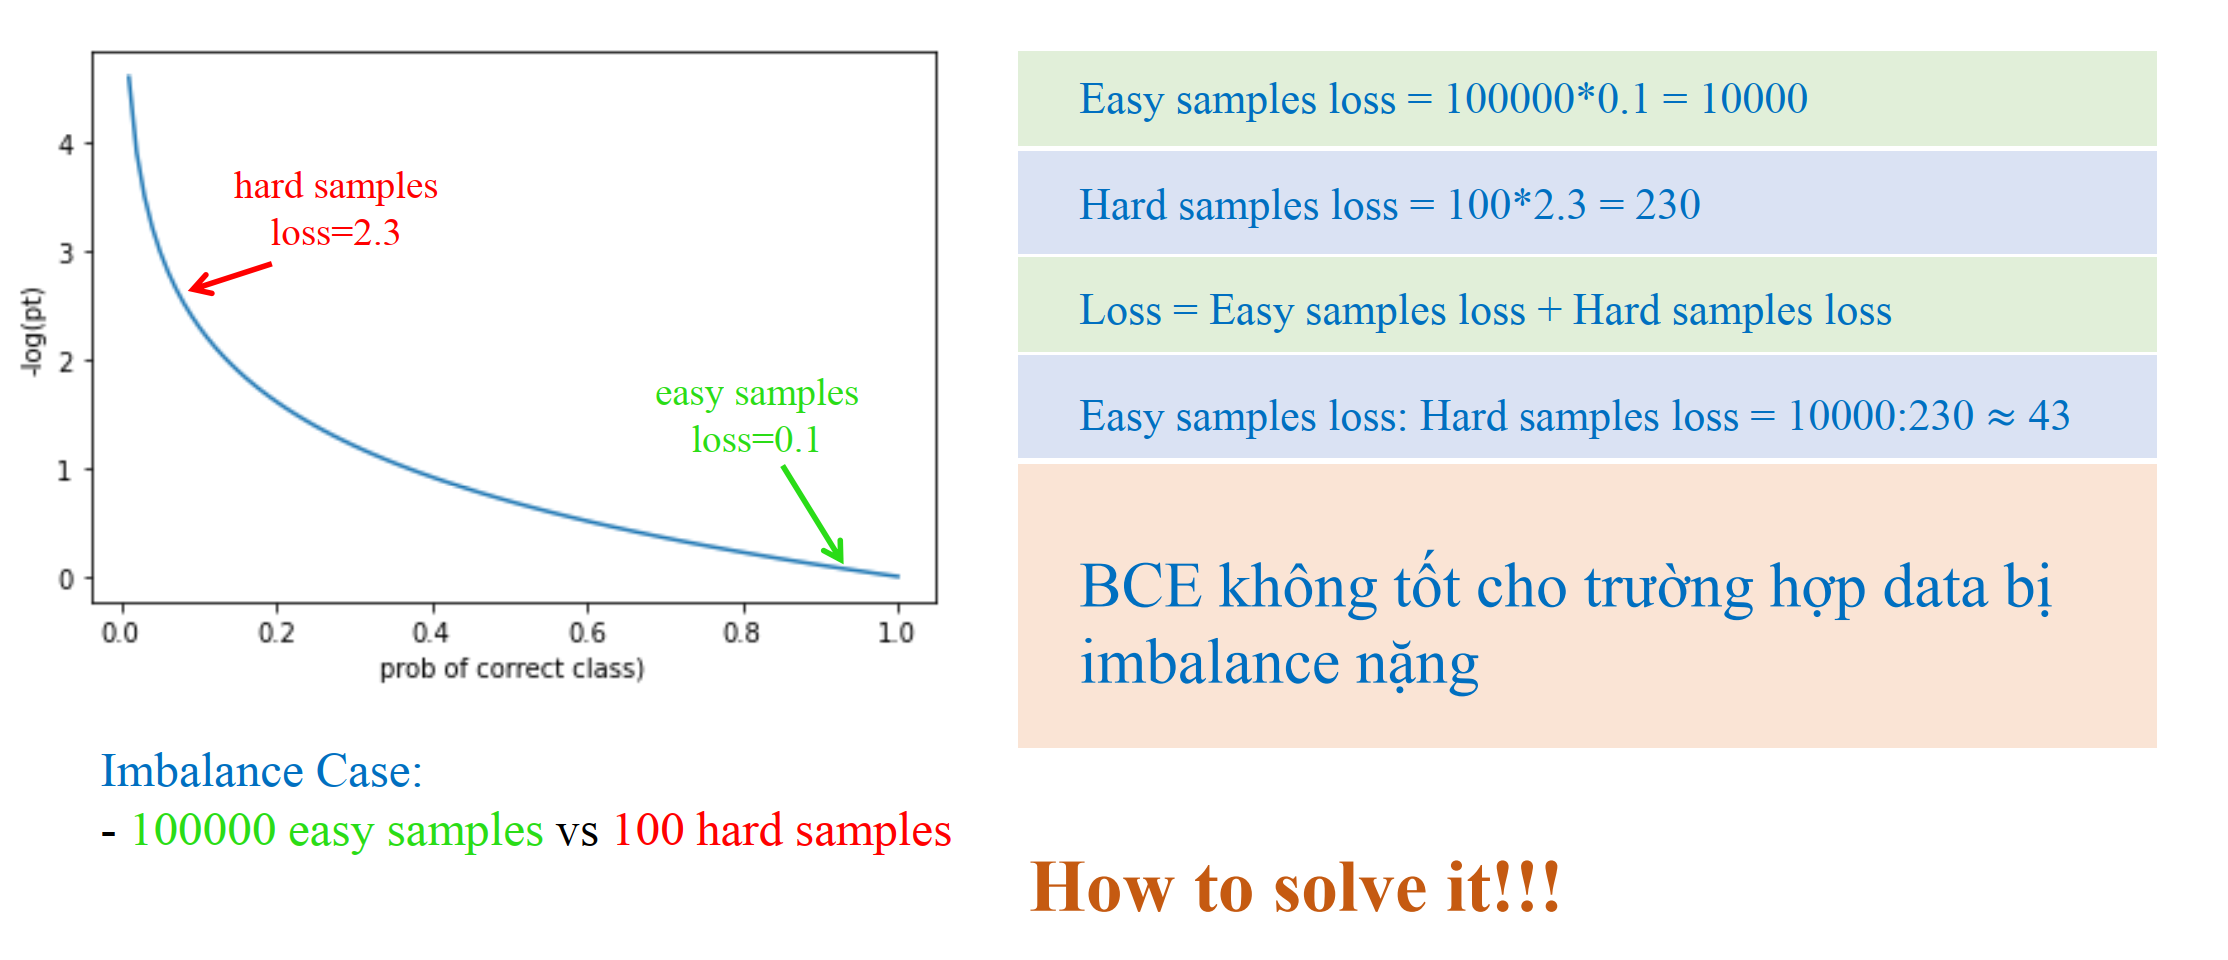 4
3
2
1
0
-log(pt)
0.0 0.2 0.4 0.6 0.8 1.0
prob of correct class)
hard samples
loss=2.3
easy samples
loss=0.1
Imbalance Case:
- 100000 easy samples vs 100 hard samples
Easy samples loss = 100000*0.1 = 10000
Hard samples loss = 100*2.3 = 230
Loss = Easy samples loss + Hard samples loss
Easy samples loss: Hard samples loss = 10000:230 ≈ 43
BCE không tốt cho trường hợp data bị
imbalance nặng
How to solve it!!!